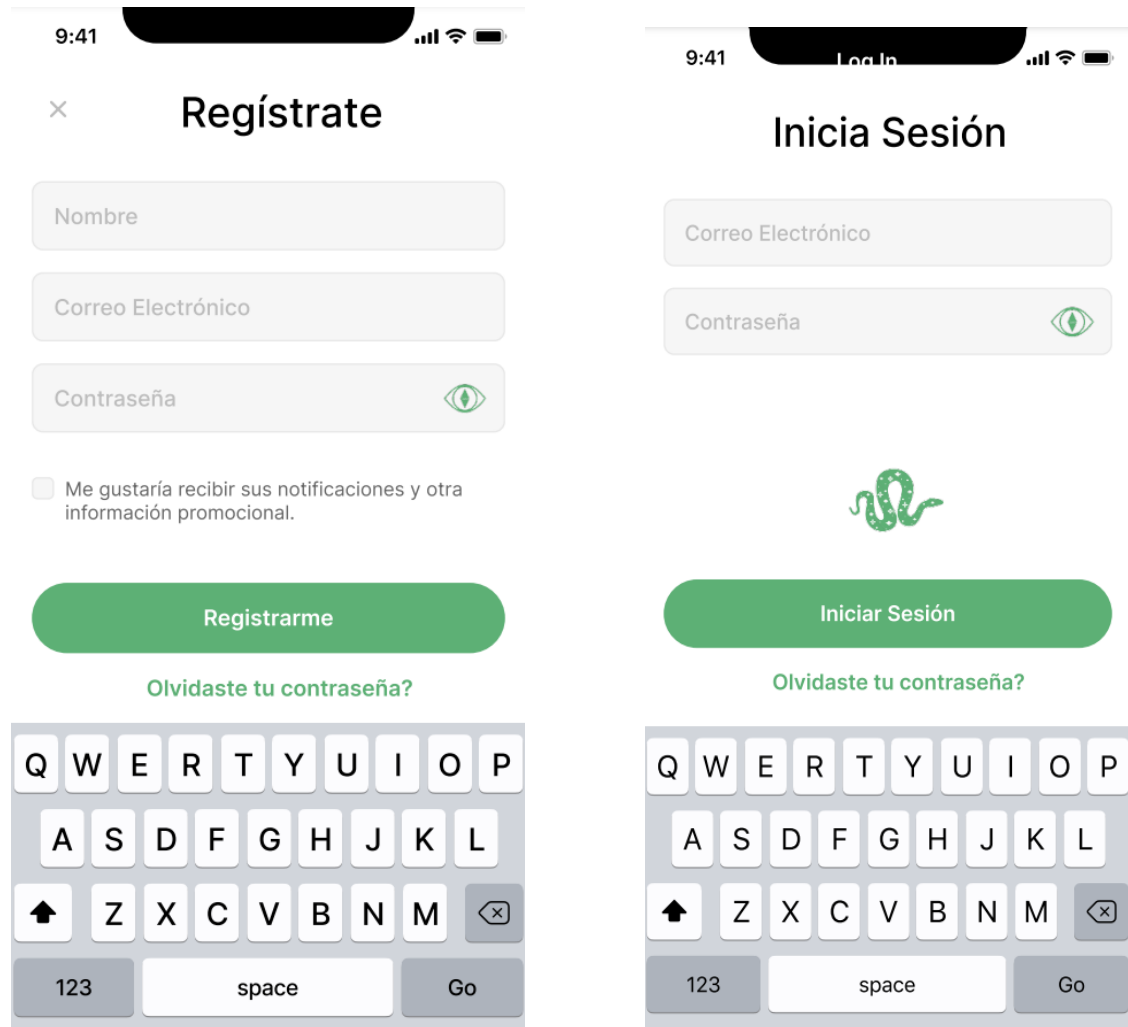 9:41
Regístrate
Nombre
Correo Electrónico
Contraseña
Me gustaría recibir sus notificaciones y otra
información promocional.
Registrarme
Olvidaste tu contraseña?
Q W E R T Y U I O P
A S D F G H J K L
Z X C V B N M
123 space Go
9:41
Log In
Inicia Sesión
Correo Electrónico
Contraseña
Iniciar Sesión
Olvidaste tu contraseña?
Q W E R T Y U I O P
A S D F G H J K L
Z X C V B N M
123 space Go